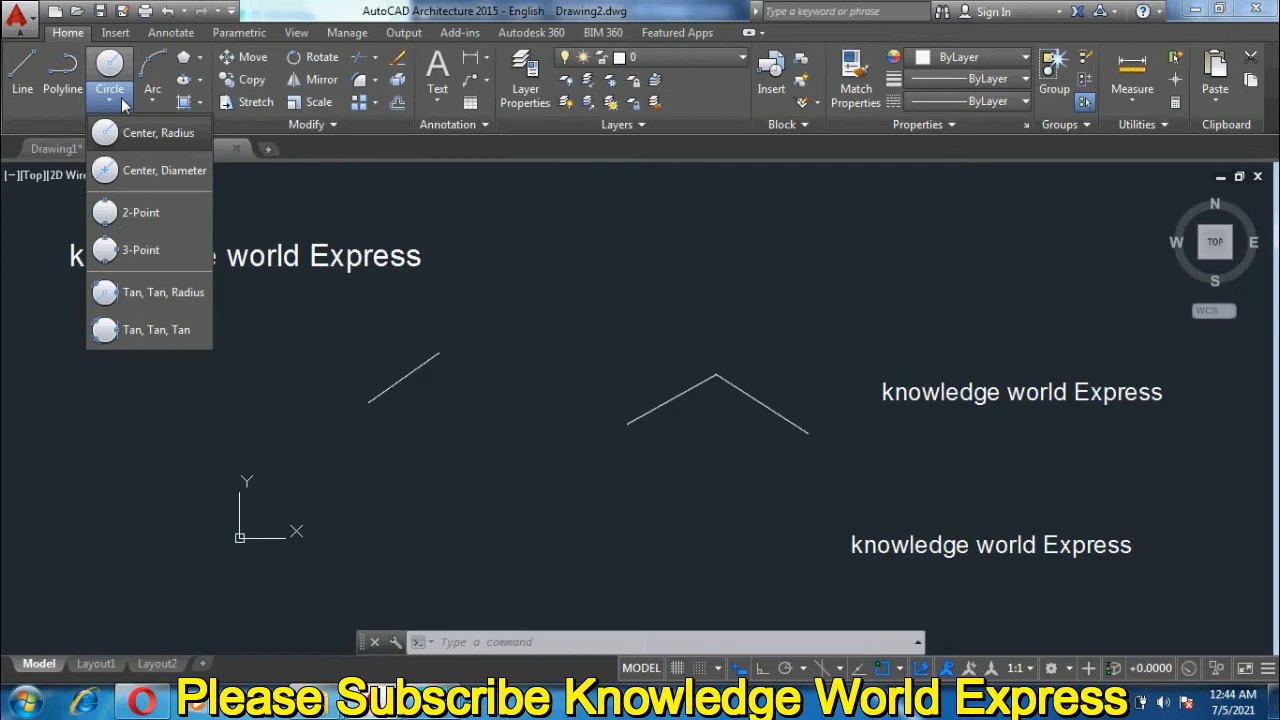 AutoCAD Architecture 2015 - English Drawing2.dwg
Type a keyword or phrase
Sign In
Home Insert Annotate Parametric View Manage Output Add-ins Autodesk 360 BIM 360 Featured Apps
Line
Polyline
Circle
Arc
Move
Copy
Stretch
Rotate
Mirror
Scale
Modify
Text
Annotation
Layer
Properties
0
Layers
Insert
Block
Match
Properties
ByLayer
ByLayer
ByLayer
Properties
Group
Groups
Measure
Utilities
Paste
Clipboard
Drawing1*
Center, Radius
Center, Diameter
2-Point
3-Point
Tan, Tan, Radius
Tan, Tan, Tan
[−][Top][2D Wire
N
W TOP E
S
WCS
k world Express
knowledge world Express
knowledge world Express
Y
X
Type a command
Model Layout1 Layout2
MODEL
1:1
+0.0000
12:44 AM
7/5/2021
Please Subscribe Knowledge World Express